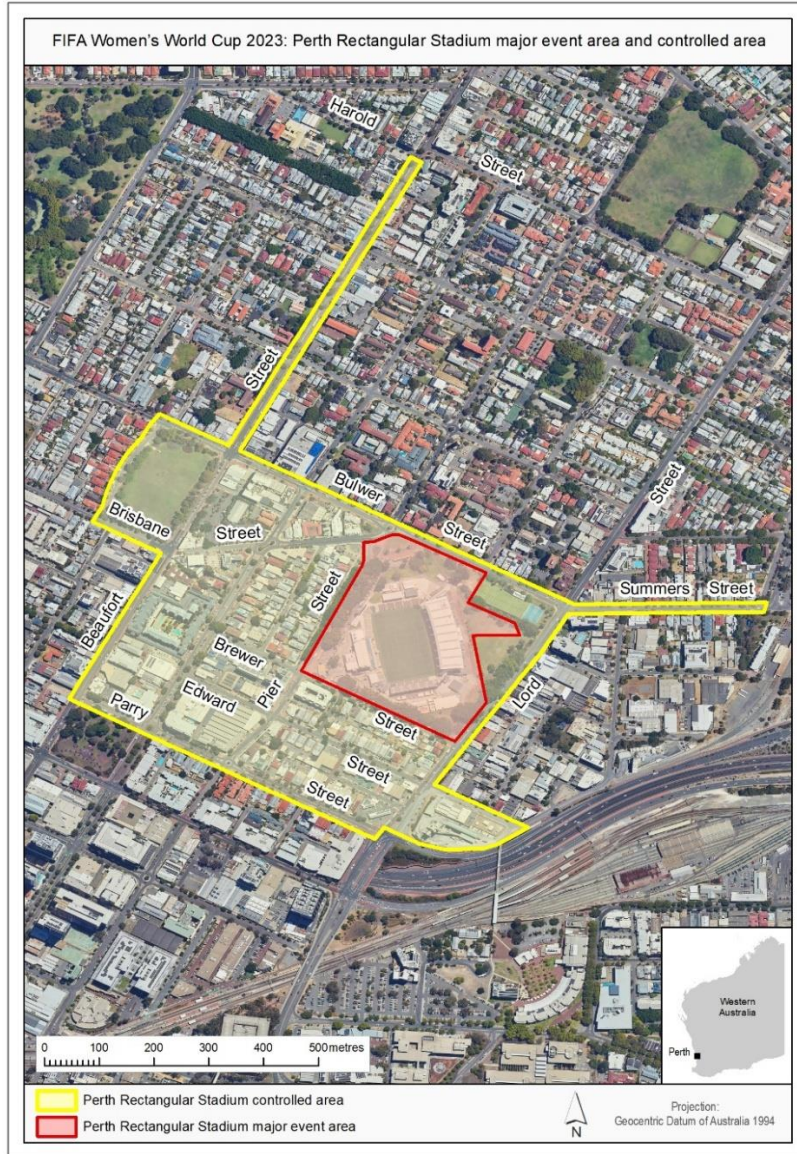 FIFA Women's World Cup 2023: Perth Rectangular Stadium major event area and controlled area
Harold
Street
Street
Street
Bulwer
Street
Brisbane
Street
Street
Summers Street
Beaufort
Brewer
Edward
Pier
Parry
Lord
Street
Street
Street
Western
Australia
Perth
0 100 200 300 500 metres
Perth Rectangular Stadium controlled area
Perth Rectangular Stadium major event area
N
Projection:
Geocentric Datum of Australia 1994